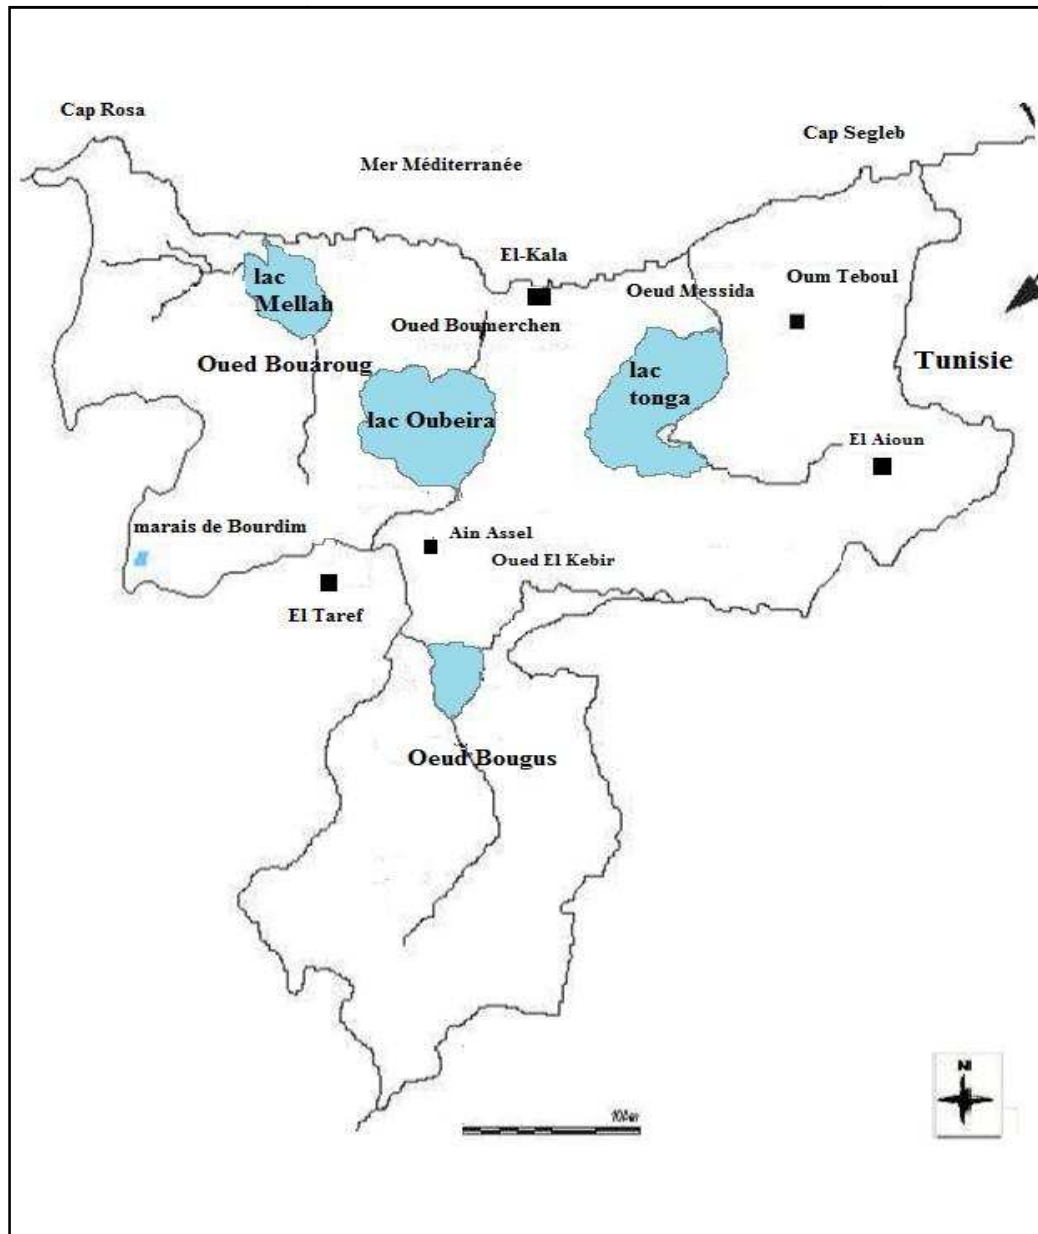 Cap Rosa
Cap Segleb
Mer Méditerranée
El-Kala
lac
Mellah
Oeud Messida
Oum Teboul
Oued Boumerchen
Oued Bouaroug
lac
tonga
Tunisie
lac Oubeira
El Aioun
marais de Bourdim
Ain Assel
Oued El Kebir
El Taref
Oeud Bougus
N
10km